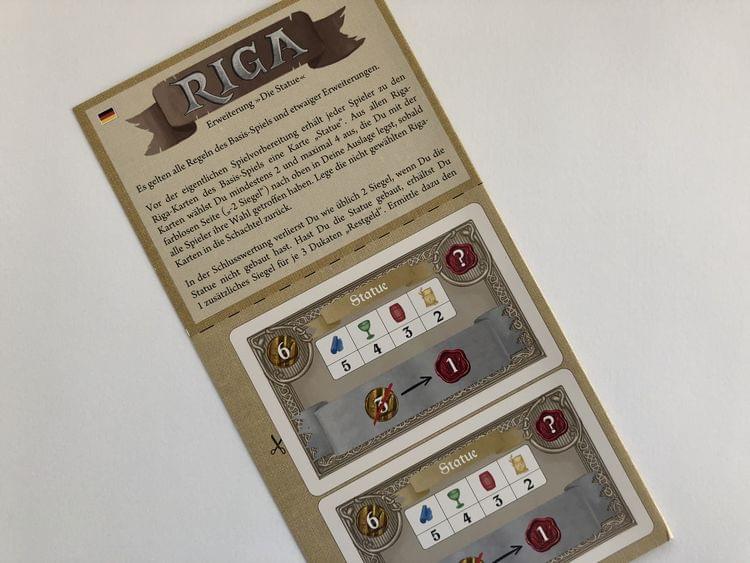 RIGA
Erweiterung »Die Statue«
Es gelten alle Regeln des Basis-Spiels und etwaiger Erweiterungen.
Vor der eigentlichen Spielvorbereitung erhält jeder Spieler zu den
Riga-Karten des Basis-Spiels eine Karte „Statue“. Aus allen Riga-
Karten wählst Du mindestens 2 und maximal 4 aus, die Du mit der
farblosen Seite („-2 Siegel“) nach oben in Deine Auslage legst, sobald
alle Spieler ihre Wahl getroffen haben. Lege die nicht gewählten Riga-
Karten in die Schachtel zurück.
In der Schlusswertung verlierst Du wie üblich 2 Siegel, wenn Du die
Statue nicht gebaut hast. Hast Du die Statue gebaut, erhältst Du
1 zusätzliches Siegel für je 3 Dukaten „Restgeld“. Ermittle dazu den
?
Statue
6
5 4 3 2
3 1
?
Statue
6
5 4 3 2
1